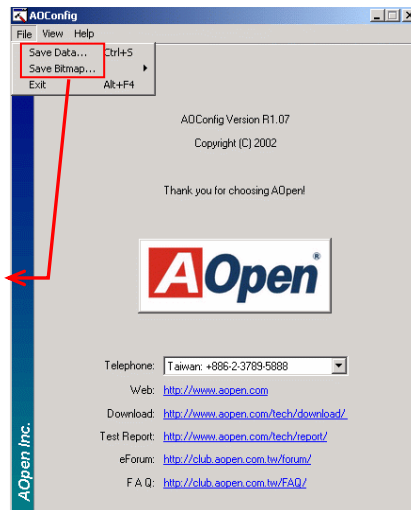 AOConfig
File View Help
Save Data... Ctrl+S
Save Bitmap...
Exit Alt+F4
AOConfig Version R1.07
Copyright (C) 2002
Thank you for choosing AOpen!
AOpen®
Telephone: Taiwan: +886-2-3789-5888
Web: http://www.aopen.com
Download: http://www.aopen.com/tech/download/
Test Report: http://www.aopen.com/tech/report/
eForum: http://club.aopen.com.tw/forum/
F A Q: http://club.aopen.com.tw/FAQ/
AOpen Inc.